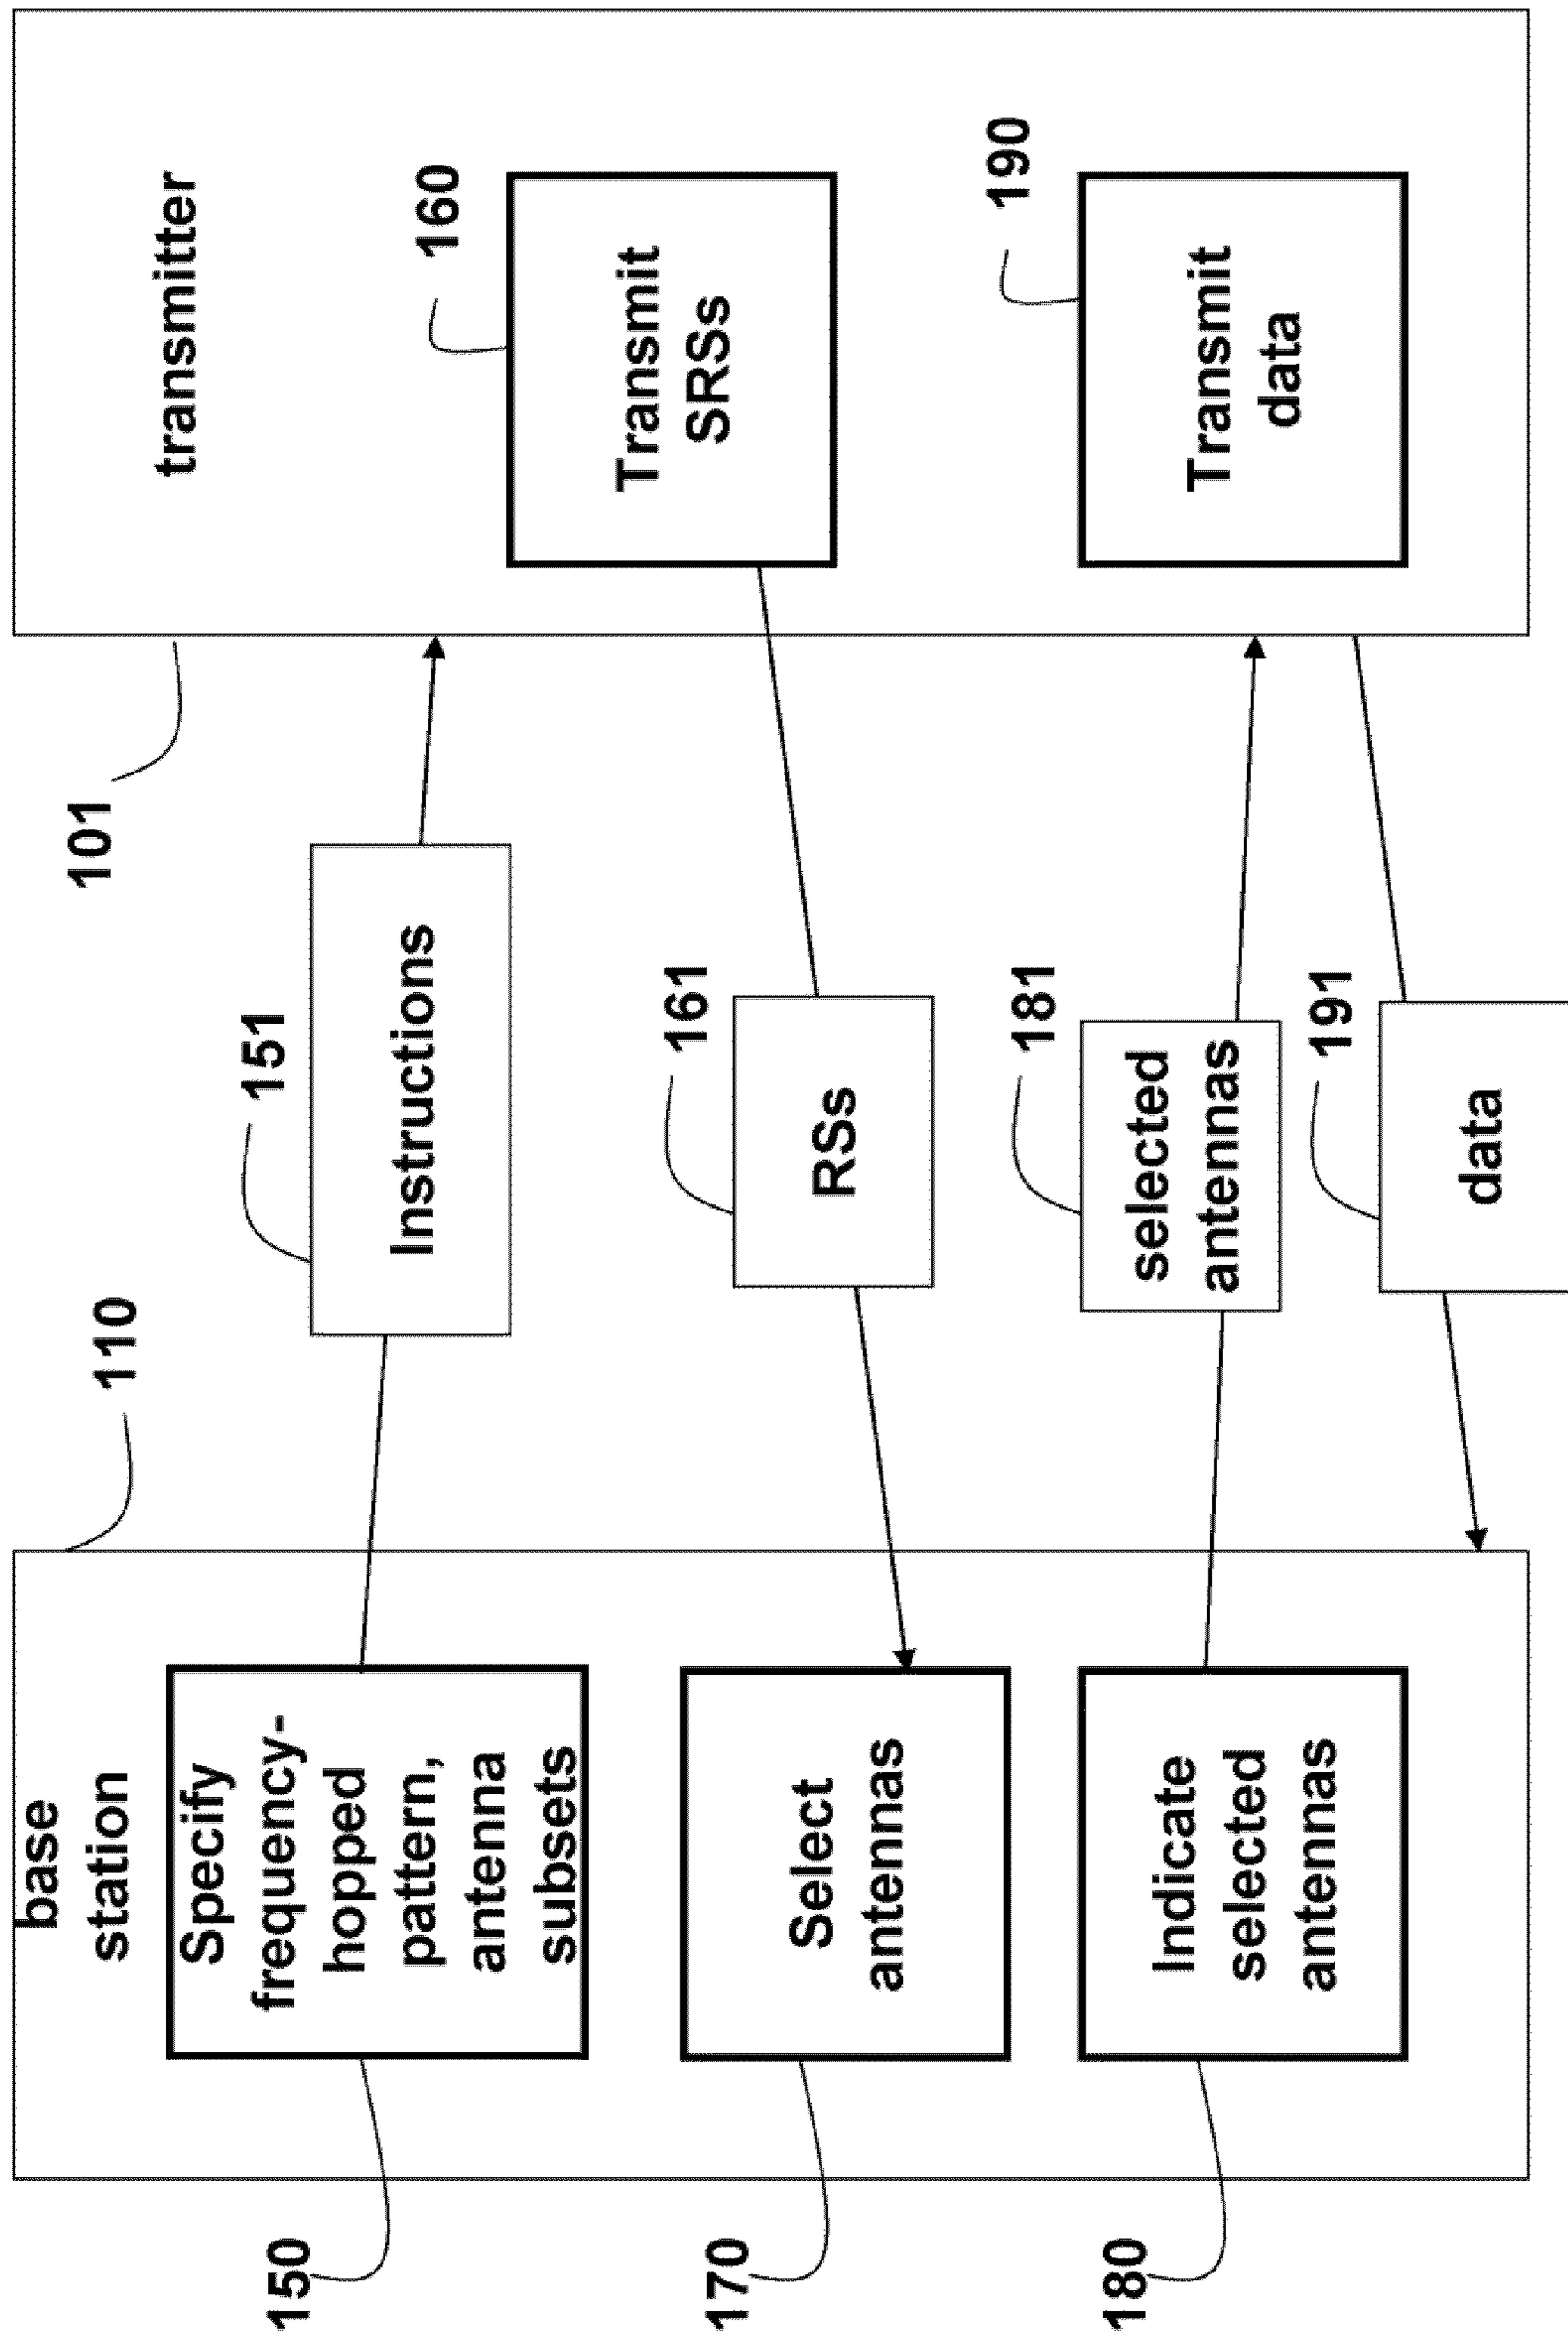 base
station
110
150
Specify
frequency-
hopped
pattern,
antenna
subsets
151
Instructions
101
transmitter
160
Transmit
SRSs
161
RSs
170
Select
antennas
180
Indicate
selected
antennas
181
selected
antennas
190
Transmit
data
191
data